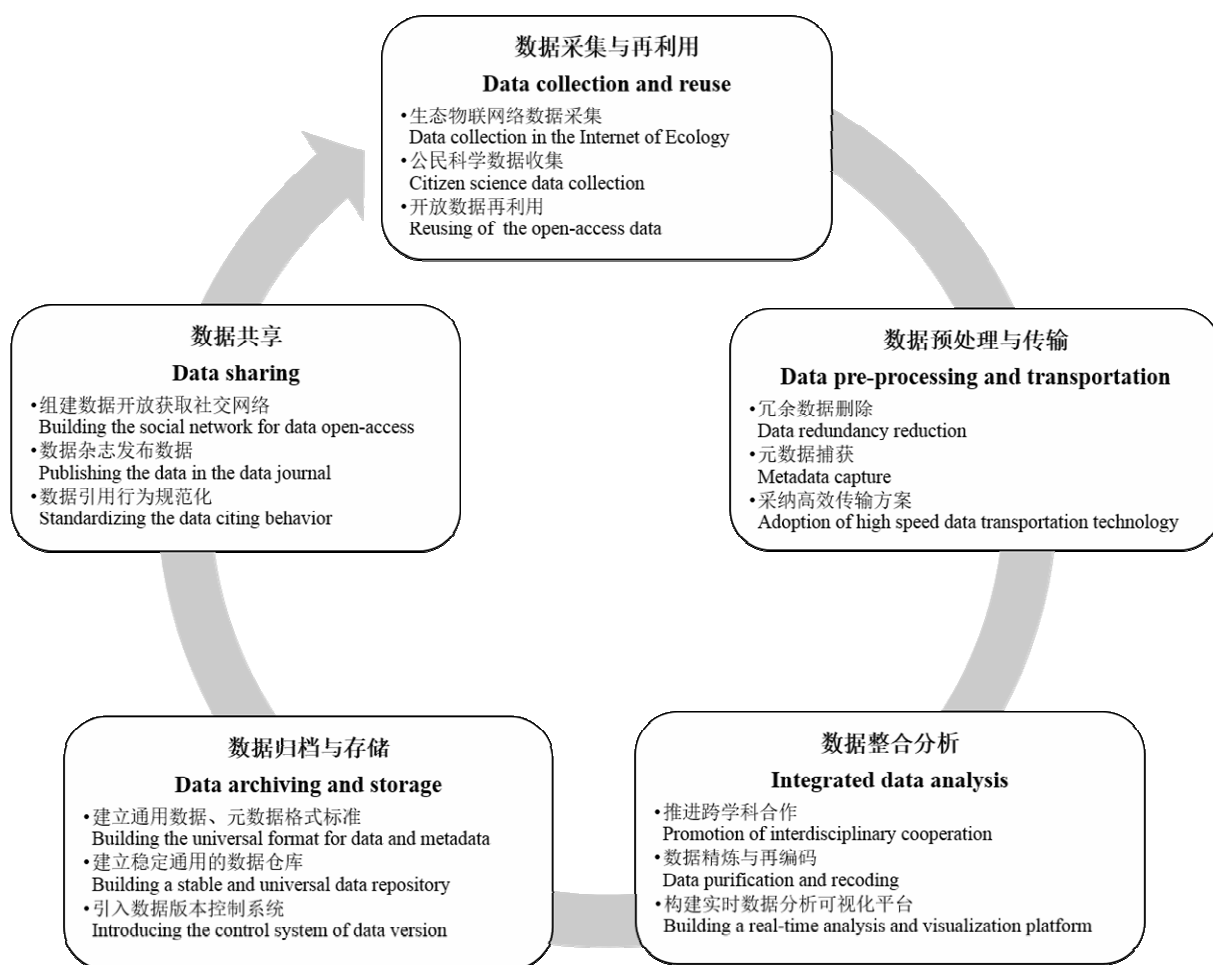 数据采集与再利用
Data collection and reuse
•生态物联网络数据采集
Data collection in the Internet of Ecology
•公民科学数据收集
Citizen science data collection
•开放数据再利用
Reusing of the open-access data
数据预处理与传输
Data pre-processing and transportation
•冗余数据删除
Data redundancy reduction
•元数据捕获
Metadata capture
•采纳高效传输方案
Adoption of high speed data transportation technology
数据整合分析
Integrated data analysis
•推进跨学科合作
Promotion of interdisciplinary cooperation
•数据精炼与再编码
Data purification and recoding
•构建实时数据分析可视化平台
Building a real-time analysis and visualization platform
数据归档与存储
Data archiving and storage
•建立通用数据、元数据格式标准
Building the universal format for data and metadata
•建立稳定通用的数据仓库
Building a stable and universal data repository
•引入数据版本控制系统
Introducing the control system of data version
数据共享
Data sharing
•组建数据开放获取社交网络
Building the social network for data open-access
•数据杂志发布数据
Publishing the data in the data journal
•数据引用行为规范化
Standardizing the data citing behavior